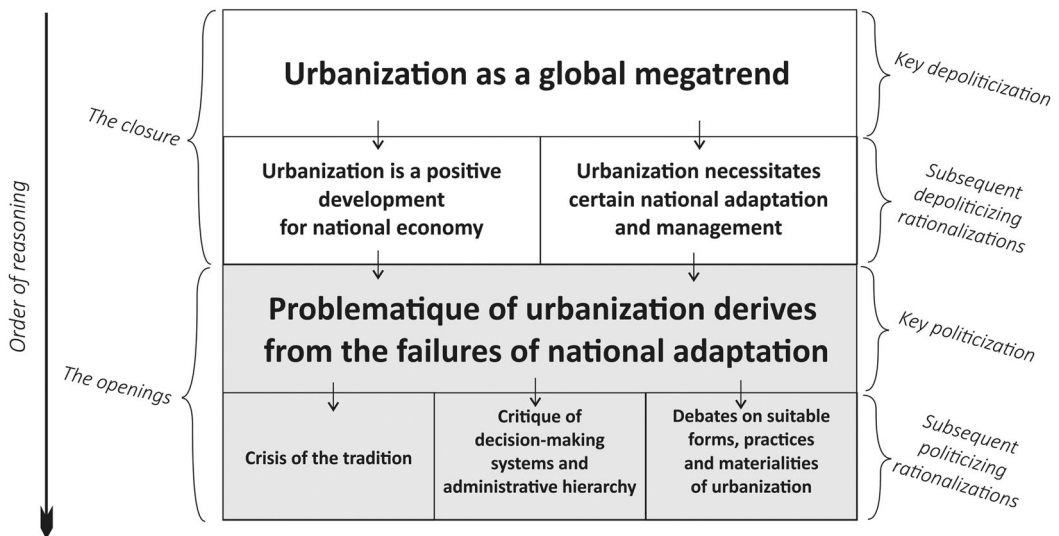 Urbanization as a global megatrend
Key depoliticization
The closure
Urbanization is a positive
development
for national economy
Urbanization necessitates
certain national adaptation
and management
Subsequent
depoliticizing
rationalizations
Order of reasoning
Problematique of urbanization derives
from the failures of national adaptation
Key politicization
The openings
Crisis of the tradition
Critique of
decision-making
systems and
administrative hierarchy
Debates on suitable
forms, practices
and materialities
of urbanization
Subsequent
politicizing
rationalizations